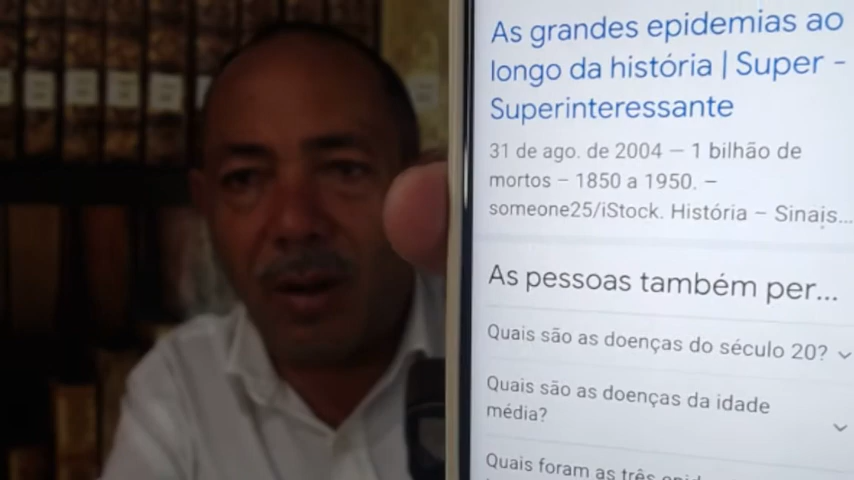 As grandes epidemias ao
longo da história | Super -
Superinteressante
31 de ago. de 2004 — 1 bilhão de
mortos – 1850 a 1950. –
someone25/iStock. História – Sinais...
As pessoas também per...
Quais são as doenças do século 20?
Quais são as doenças da idade
média?
Quais foram as três